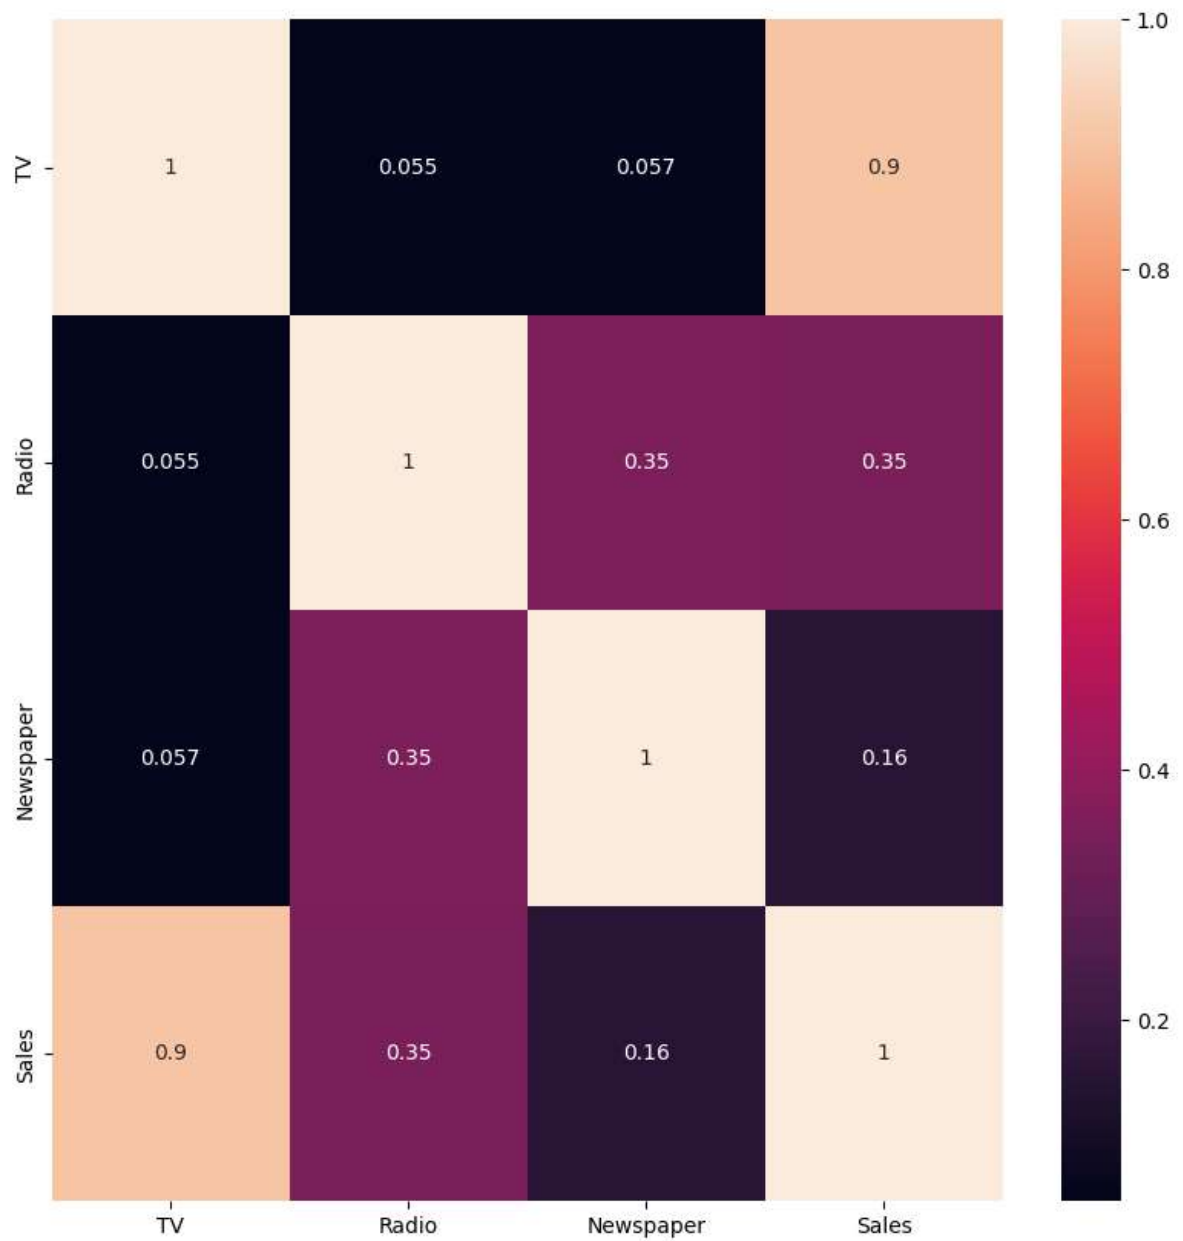 1.0
TV
1 0.055 0.057 0.9
0.8
Radio
0.055 1 0.35 0.35
0.6
Newspaper
0.057 0.35 1 0.16
0.4
Sales
0.9 0.35 0.16 1
0.2
TV Radio Newspaper Sales